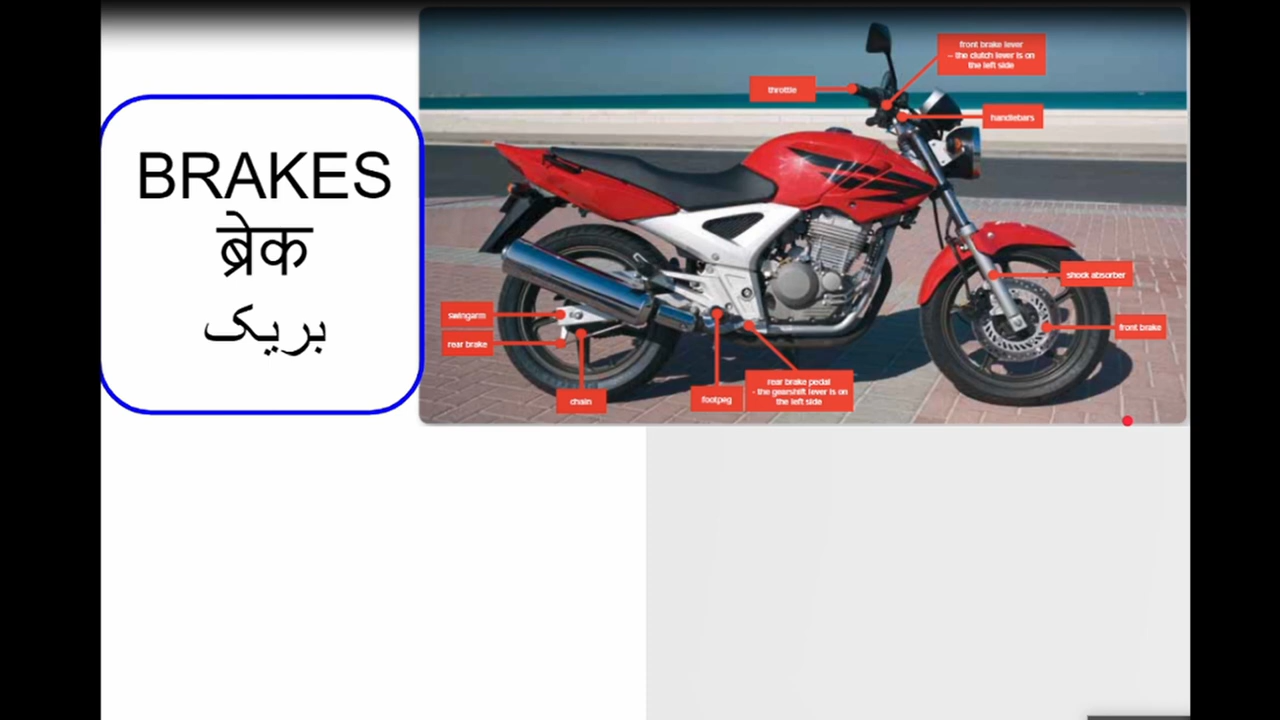 BRAKES
ब्रेक
بریک
front brake lever
– the clutch lever is on
the left side
throttle
handlebars
shock absorber
swingarm
front brake
rear brake
rear brake pedal
- the gearshift lever is on
the left side
chain
footpeg